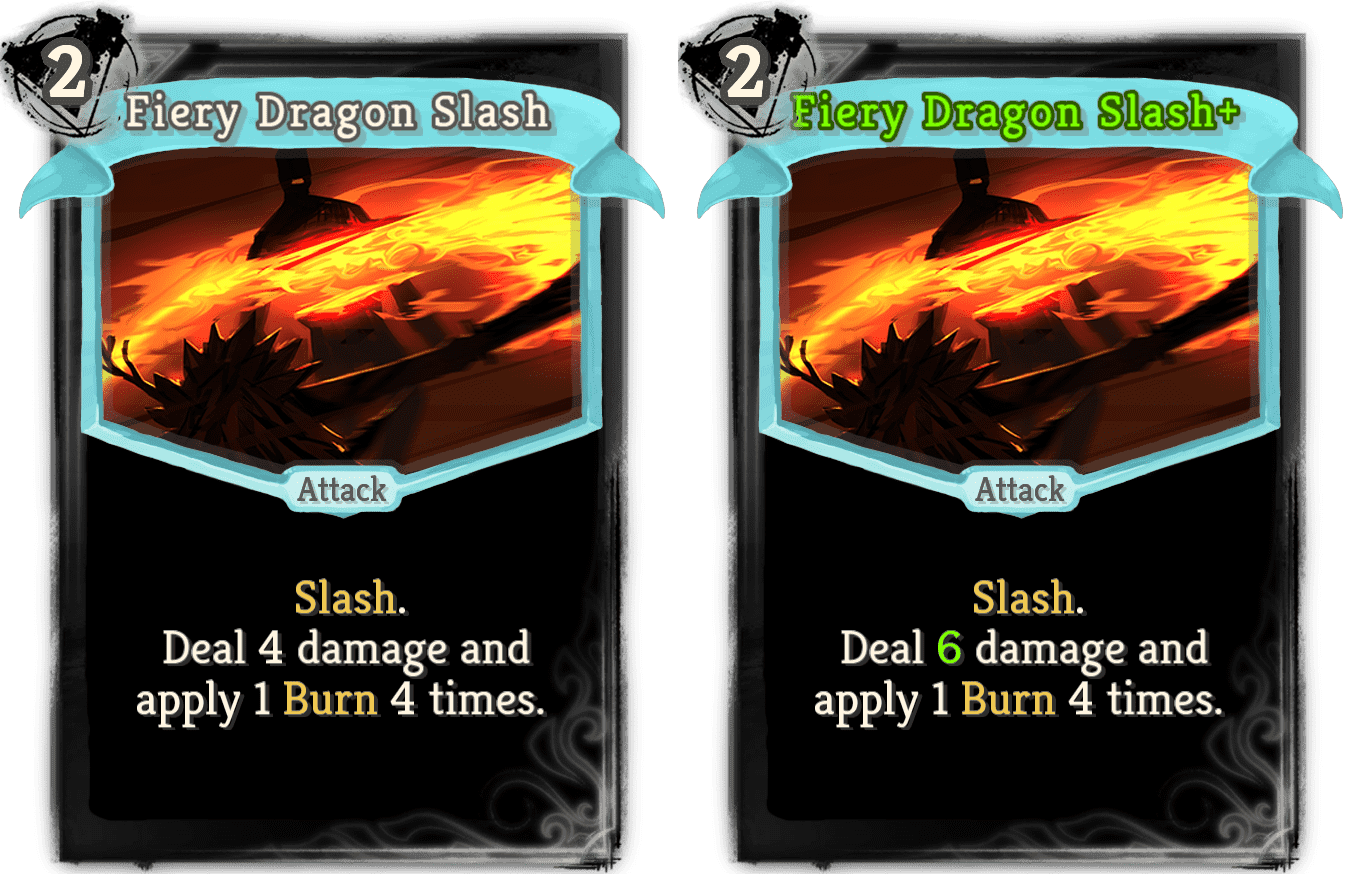 2
Fiery Dragon Slash
Attack
Slash.
Deal 4 damage and
apply 1 Burn 4 times.
2
Fiery Dragon Slash+
Attack
Slash.
Deal 6 damage and
apply 1 Burn 4 times.